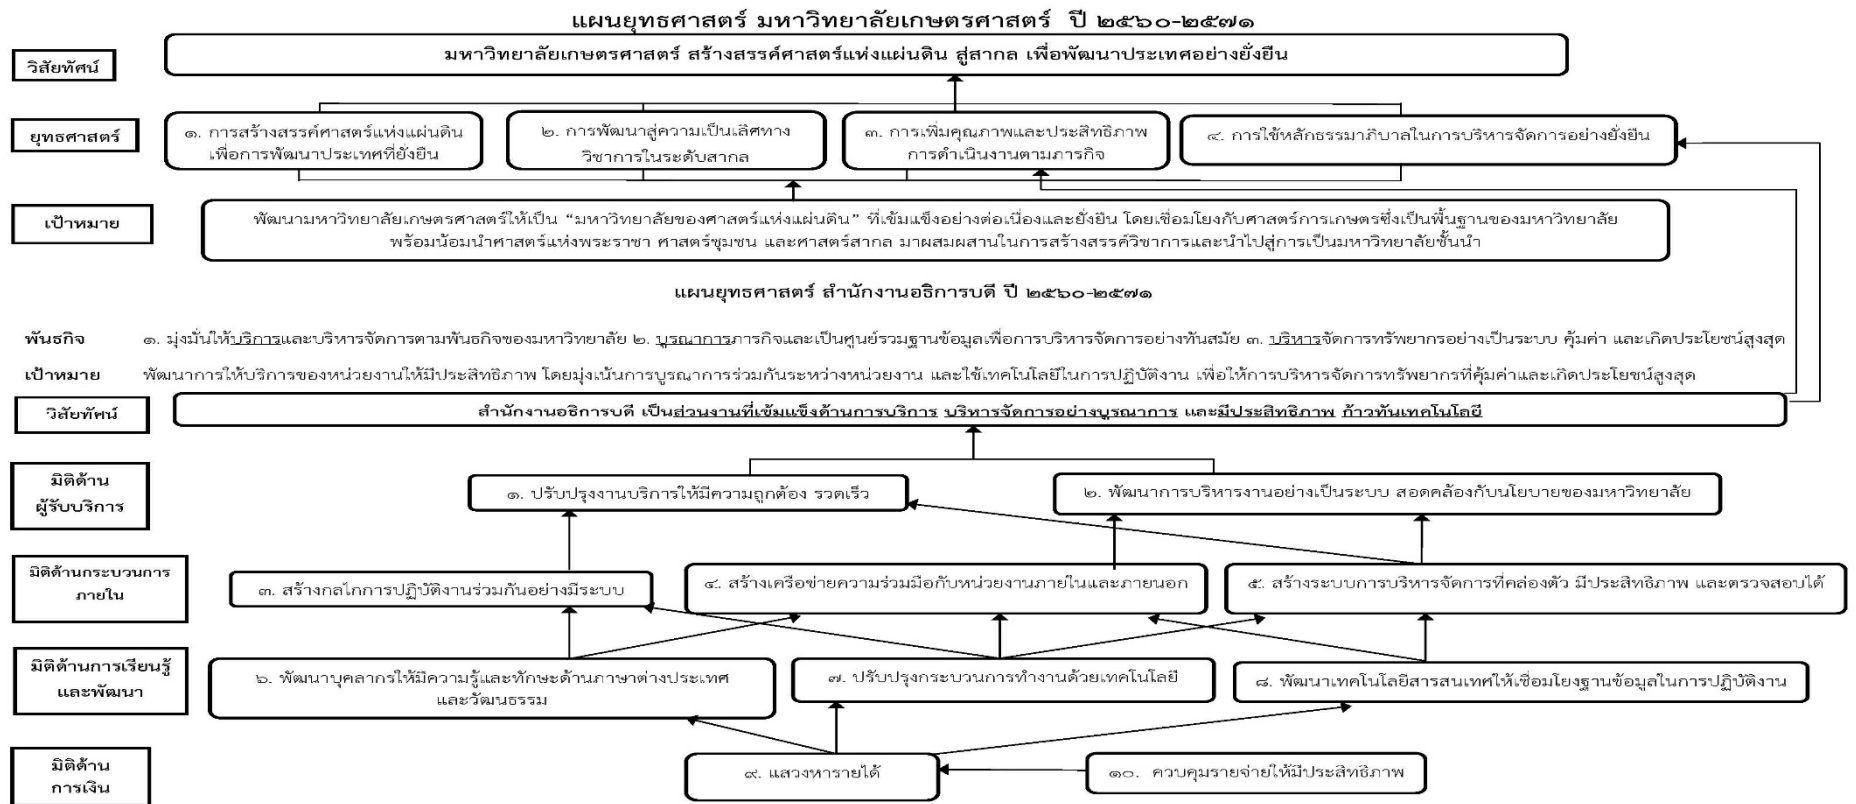 แผนยุทธศาสตร์ มหาวิทยาลัยเกษตรศาสตร์ ปี ๒๕๖๐-๒๕๗๑
วิสัยทัศน์
มหาวิทยาลัยเกษตรศาสตร์ สร้างสรรค์ศาสตร์แห่งแผ่นดิน สู่สากล เพื่อพัฒนาประเทศอย่างยั่งยืน
ยุทธศาสตร์
๑. การสร้างสรรค์ศาสตร์แห่งแผ่นดิน
เพื่อการพัฒนาประเทศที่ยั่งยืน
๒. การพัฒนาสู่ความเป็นเลิศทาง
วิชาการในระดับสากล
๓. การเพิ่มคุณภาพและประสิทธิภาพ
การดำเนินงานตามภารกิจ
๔. การใช้หลักธรรมาภิบาลในการบริหารจัดการอย่างยั่งยืน
เป้าหมาย
พัฒนามหาวิทยาลัยเกษตรศาสตร์ให้เป็น “มหาวิทยาลัยของศาสตร์แห่งแผ่นดิน” ที่เข้มแข็งอย่างต่อเนื่องและยั่งยืน โดยเชื่อมโยงกับศาสตร์การเกษตรซึ่งเป็นพื้นฐานของมหาวิทยาลัย
พร้อมน้อมนำศาสตร์แห่งพระราชา ศาสตร์ชุมชน และศาสตร์สากล มาผสมผสานในการสร้างสรรค์วิชาการและนำไปสู่การเป็นมหาวิทยาลัยชั้นนำ
แผนยุทธศาสตร์ สำนักงานอธิการบดี ปี ๒๕๖๐-๒๕๗๑
พันธกิจ ๑. มุ่งมั่นให้บริการและบริหารจัดการตามพันธกิจของมหาวิทยาลัย ๒. บูรณาการภารกิจและเป็นศูนย์รวมฐานข้อมูลเพื่อการบริหารจัดการอย่างทันสมัย ๓. บริหารจัดการทรัพยากรอย่างเป็นระบบ คุ้มค่า และเกิดประโยชน์สูงสุด
เป้าหมาย พัฒนาการให้บริการของหน่วยงานให้มีประสิทธิภาพ โดยมุ่งเน้นการบูรณาการร่วมกันระหว่างหน่วยงาน และใช้เทคโนโลยีในการปฏิบัติงาน เพื่อให้การบริหารจัดการทรัพยากรที่คุ้มค่าและเกิดประโยชน์สูงสุด
วิสัยทัศน์
สำนักงานอธิการบดี เป็นส่วนงานที่เข้มแข็งด้านการบริการ บริหารจัดการอย่างบูรณาการ และมีประสิทธิภาพ ก้าวทันเทคโนโลยี
มิติด้าน
ผู้รับบริการ
๑. ปรับปรุงงานบริการให้มีความถูกต้อง รวดเร็ว
๒. พัฒนาการบริหารงานอย่างเป็นระบบ สอดคล้องกับนโยบายของมหาวิทยาลัย
มิติด้านกระบวนการ
ภายใน
๓. สร้างกลไกการปฏิบัติงานร่วมกันอย่างมีระบบ
๔. สร้างเครือข่ายความร่วมมือกับหน่วยงานภายในและภายนอก
๕. สร้างระบบการบริหารจัดการที่คล่องตัว มีประสิทธิภาพ และตรวจสอบได้
มิติด้านการเรียนรู้
และพัฒนา
๖. พัฒนาบุคลากรให้มีความรู้และทักษะด้านภาษาต่างประเทศ
และวัฒนธรรม
๗. ปรับปรุงกระบวนการทำงานด้วยเทคโนโลยี
๘. พัฒนาเทคโนโลยีสารสนเทศให้เชื่อมโยงฐานข้อมูลในการปฏิบัติงาน
มิติด้าน
การเงิน
๙. แสวงหารายได้
๑๐. ควบคุมรายจ่ายให้มีประสิทธิภาพ